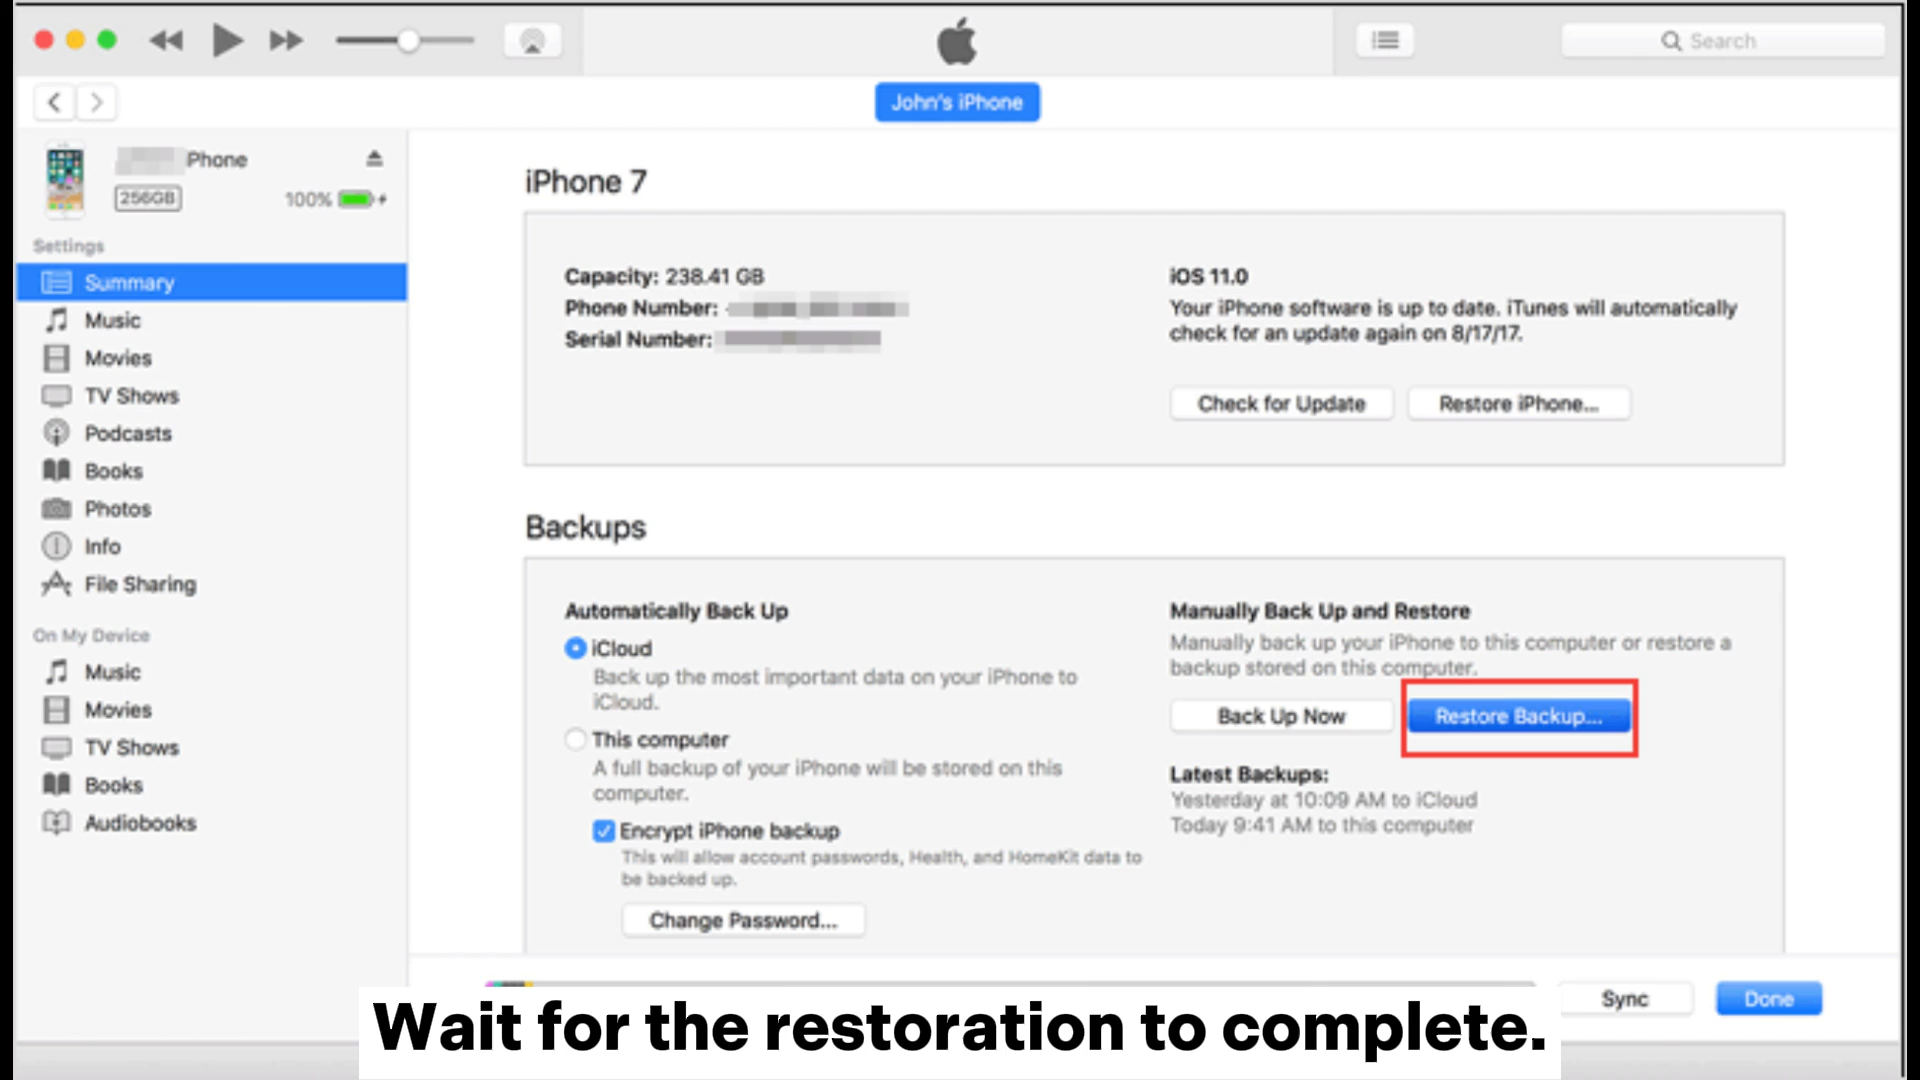 Search
John's iPhone
Phone
256GB
100%
Settings
Summary
Music
Movies
TV Shows
Podcasts
Books
Photos
Info
File Sharing
On My Device
Music
Movies
TV Shows
Books
Audiobooks
iPhone 7
Capacity: 238.41 GB
Phone Number:
Serial Number:
iOS 11.0
Your iPhone software is up to date. iTunes will automatically
check for an update again on 8/17/17.
Check for Update
Restore iPhone...
Backups
Automatically Back Up
iCloud
Back up the most important data on your iPhone to
iCloud.
This computer
A full backup of your iPhone will be stored on this
computer.
Encrypt iPhone backup
This will allow account passwords, Health, and HomeKit data to
be backed up.
Change Password...
Manually Back Up and Restore
Manually back up your iPhone to this computer or restore a
backup stored on this computer.
Back Up Now
Restore Backup...
Latest Backups:
Yesterday at 10:09 AM to iCloud
Today 9:41 AM to this computer
Sync
Done
Wait for the restoration to complete.